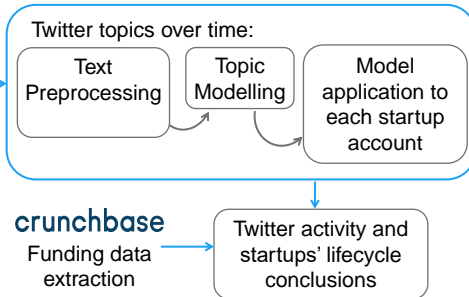 Twitter topics over time:
Text
Preprocessing
Topic
Modelling
Model
application to
each startup
account
crunchbase
Funding data
extraction
Twitter activity and
startups' lifecycle
conclusions